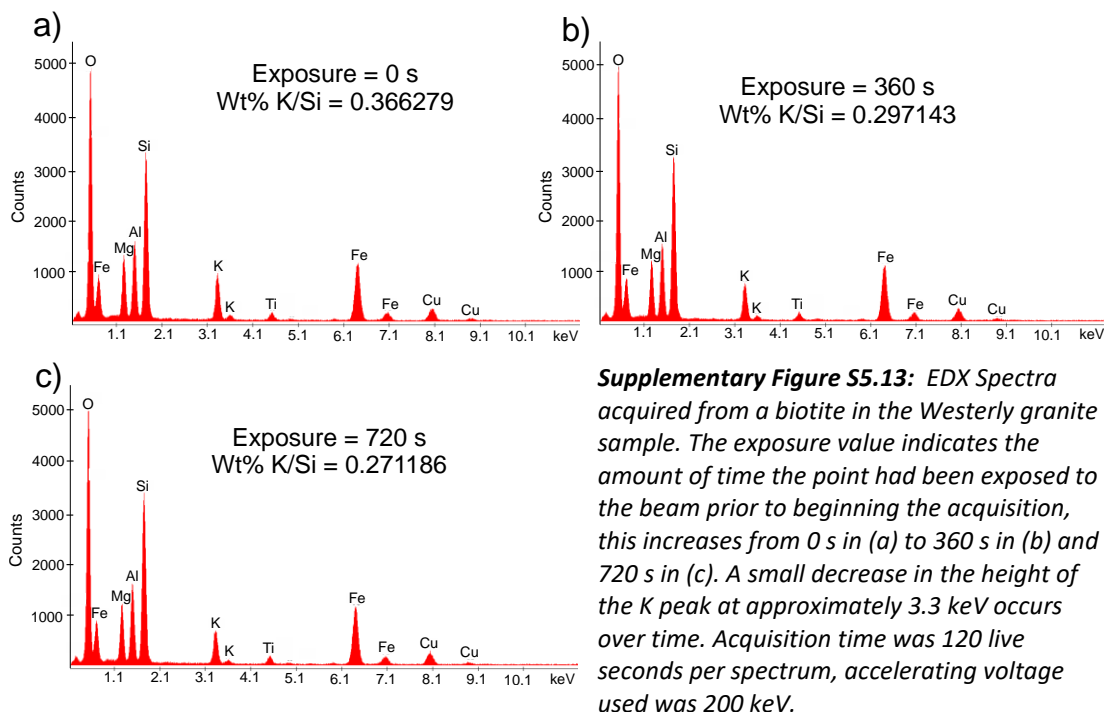 a)
Exposure = 0 s
Wt% K/Si = 0.366279
Counts
5000
4000
3000
2000
1000
O
Fe
Mg
Al
Si
K
K
Ti
Fe
Fe
Cu
Cu
1.1 2.1 3.1 4.1 5.1 6.1 7.1 8.1 9.1 10.1 keV
b)
Exposure = 360 s
Wt% K/Si = 0.297143
Counts
5000
4000
3000
2000
1000
O
Fe
Mg
Al
Si
K
K
Ti
Fe
Fe
Cu
Cu
1.1 2.1 3.1 4.1 5.1 6.1 7.1 8.1 9.1 10.1 keV
c)
Exposure = 720 s
Wt% K/Si = 0.271186
Counts
5000
4000
3000
2000
1000
O
Fe
Mg
Al
Si
K
K
Ti
Fe
Fe
Cu
Cu
1.1 2.1 3.1 4.1 5.1 6.1 7.1 8.1 9.1 10.1 keV
Supplementary Figure S5.13: EDX Spectra
acquired from a biotite in the Westerly granite
sample. The exposure value indicates the
amount of time the point had been exposed to
the beam prior to beginning the acquisition,
this increases from 0 s in (a) to 360 s in (b) and
720 s in (c). A small decrease in the height of
the K peak at approximately 3.3 keV occurs
over time. Acquisition time was 120 live
seconds per spectrum, accelerating voltage
used was 200 keV.